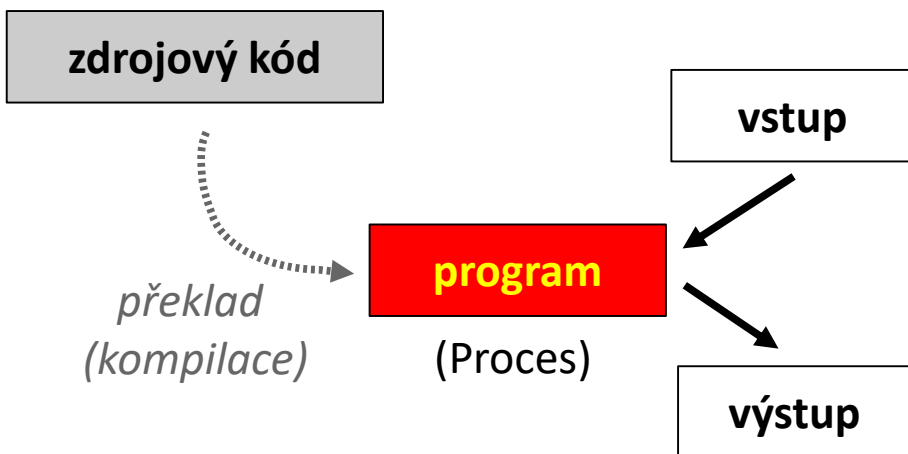 zdrojový kód
vstup
program
překlad
(kompilace)
(Proces)
výstup